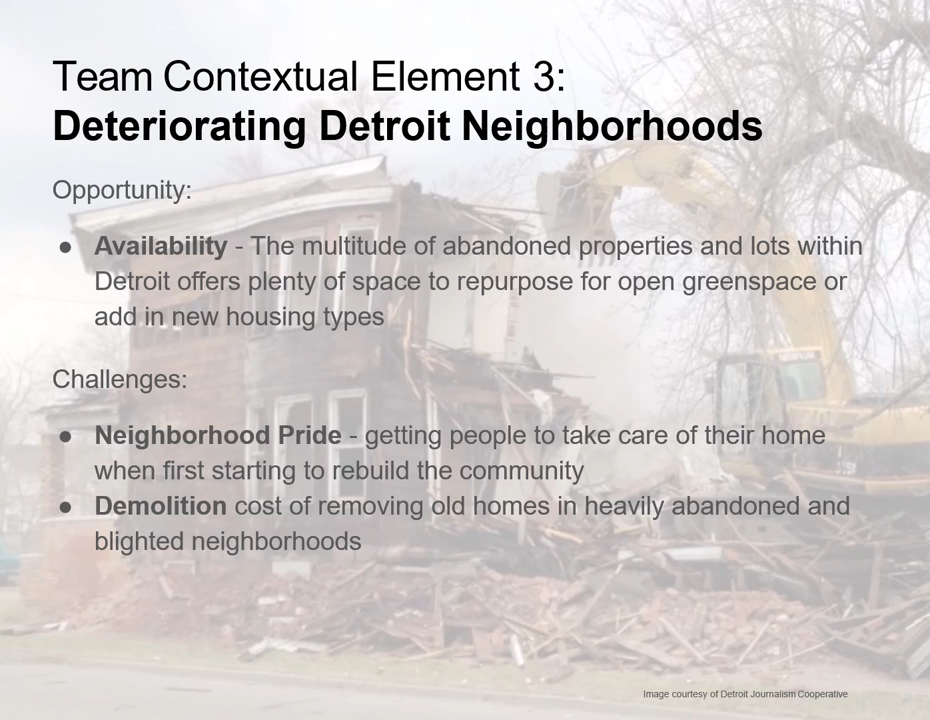 Team Contextual Element 3:
Deteriorating Detroit Neighborhoods
Opportunity:
● Availability - The multitude of abandoned properties and lots within
Detroit offers plenty of space to repurpose for open greenspace or
add in new housing types
Challenges:
● Neighborhood Pride - getting people to take care of their home
when first starting to rebuild the community
● Demolition cost of removing old homes in heavily abandoned and
blighted neighborhoods
Image courtesy of Detroit Journalism Cooperative